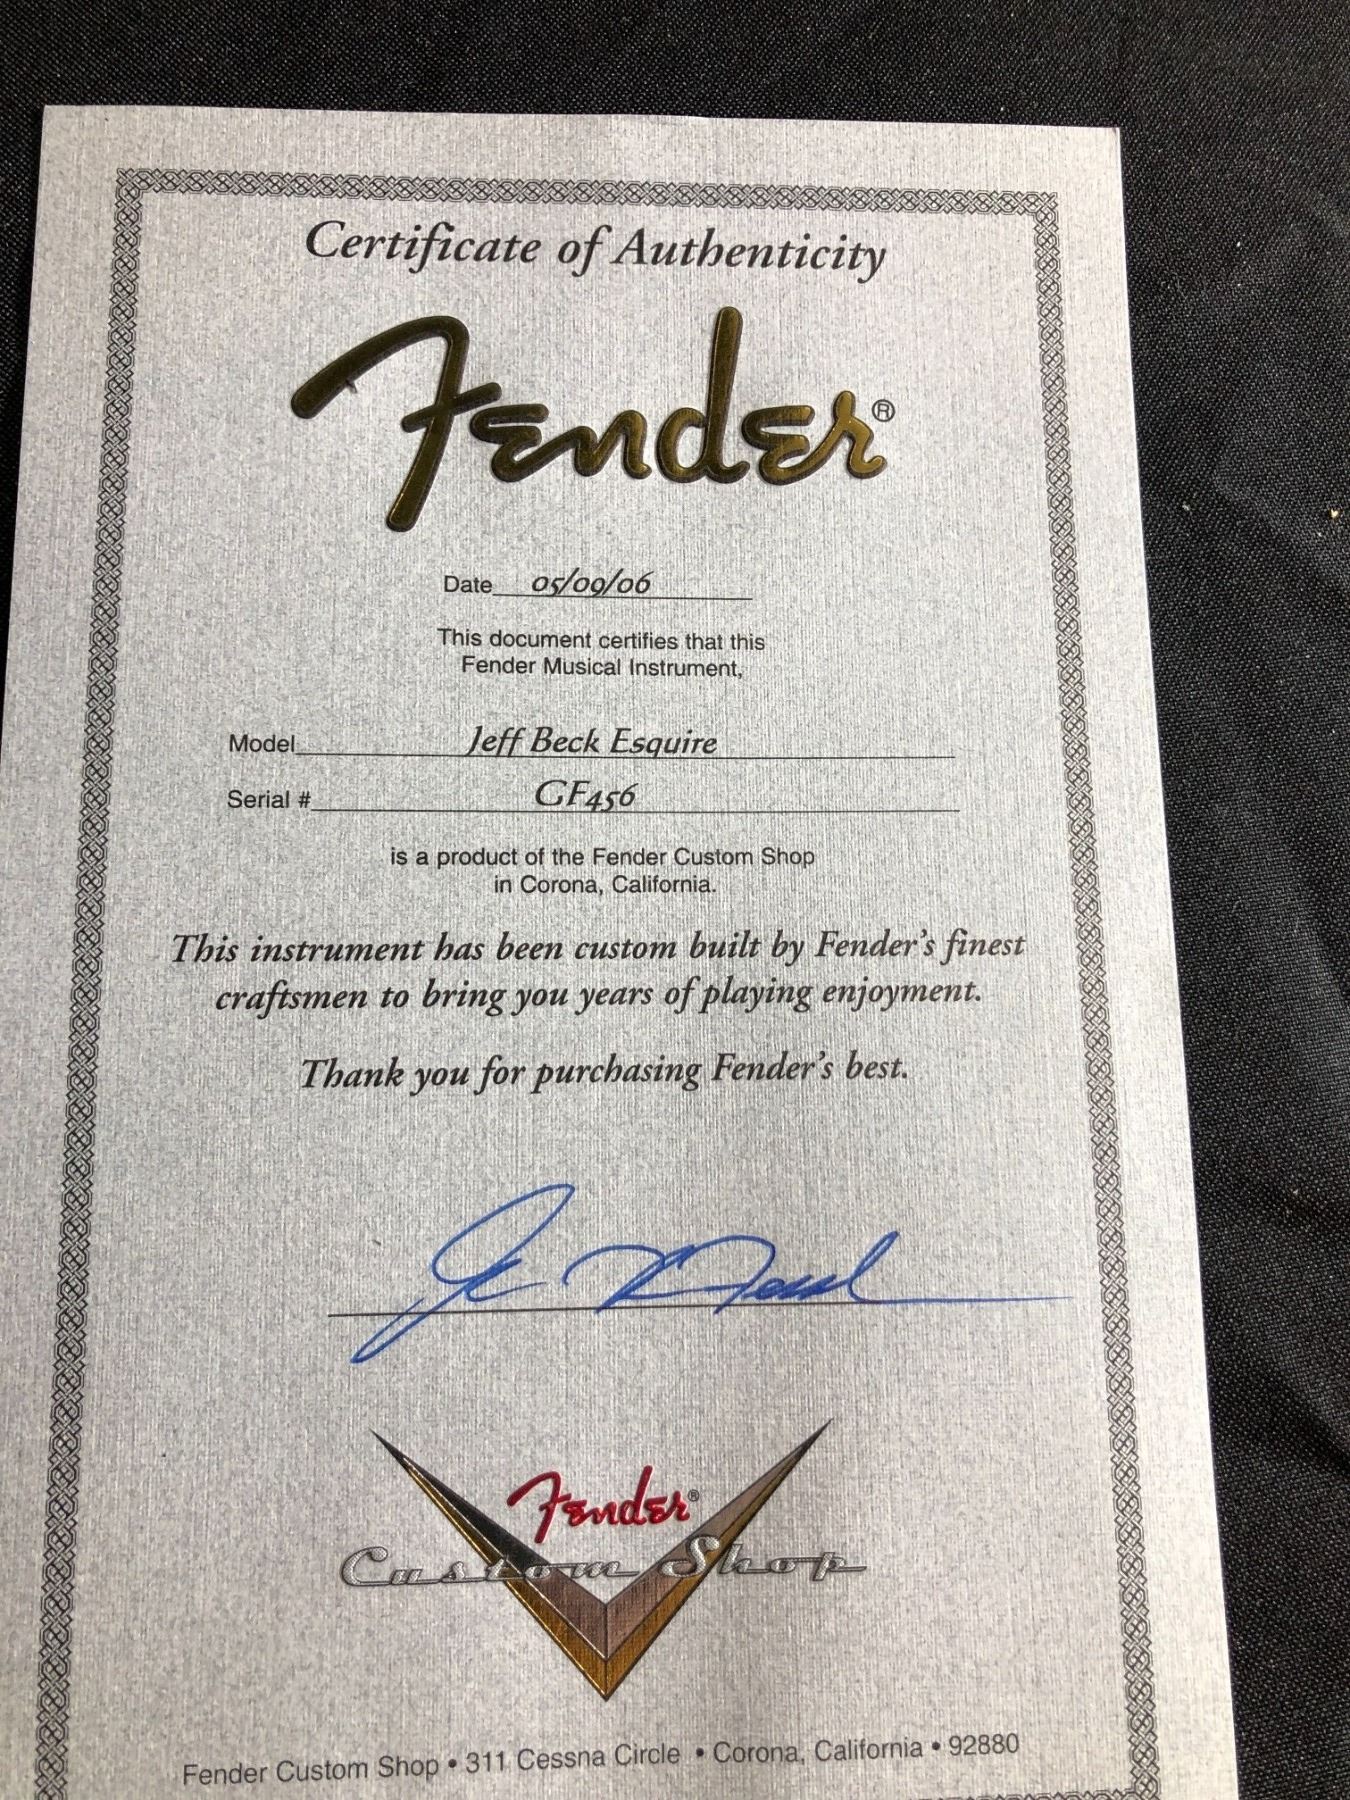 Certificate of Authenticity
Fender®
Date 05/09/06
This document certifies that this
Fender Musical Instrument,
Model Jeff Beck Esquire
Serial # GF456
is a product of the Fender Custom Shop
in Corona, California.
This instrument has been custom built by Fender's finest
craftsmen to bring you years of playing enjoyment.
Thank you for purchasing Fender's best.
Fender®
Custom Shop
Fender Custom Shop • 311 Cessna Circle • Corona, California • 92880